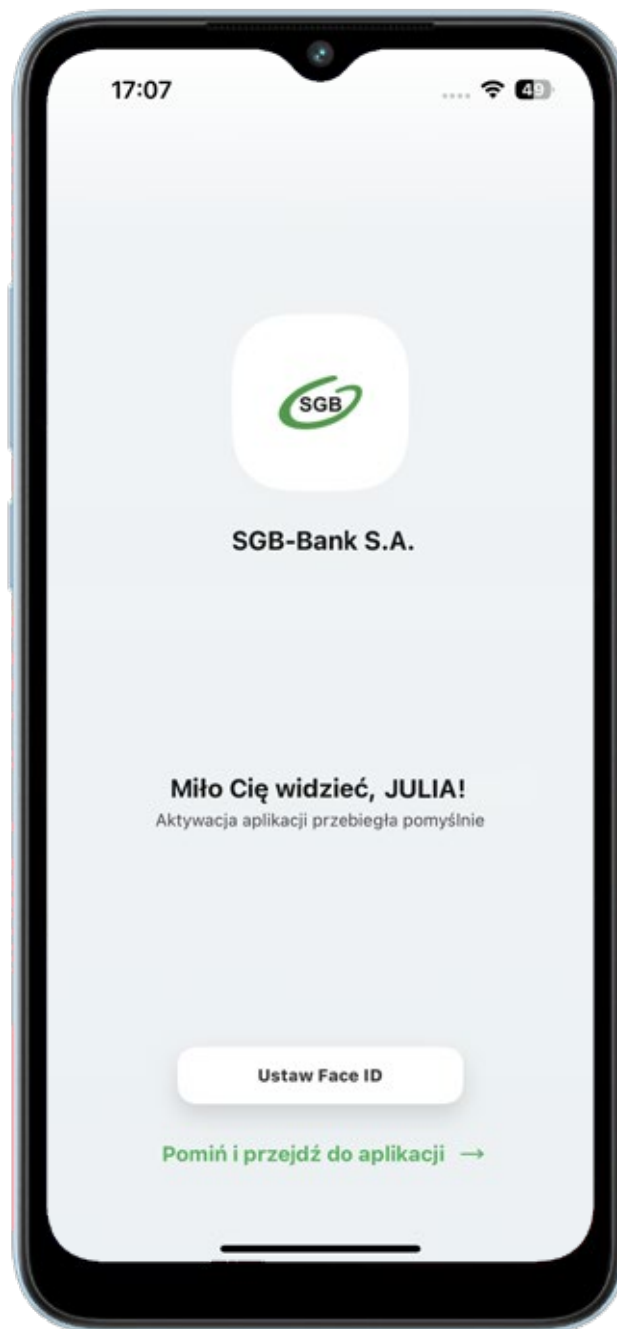 17:07
49
SGB
SGB-Bank S.A.
Miło Cię widzieć, JULIA!
Aktywacja aplikacji przebiegła pomyślnie
Ustaw Face ID
Pomiń i przejdź do aplikacji →